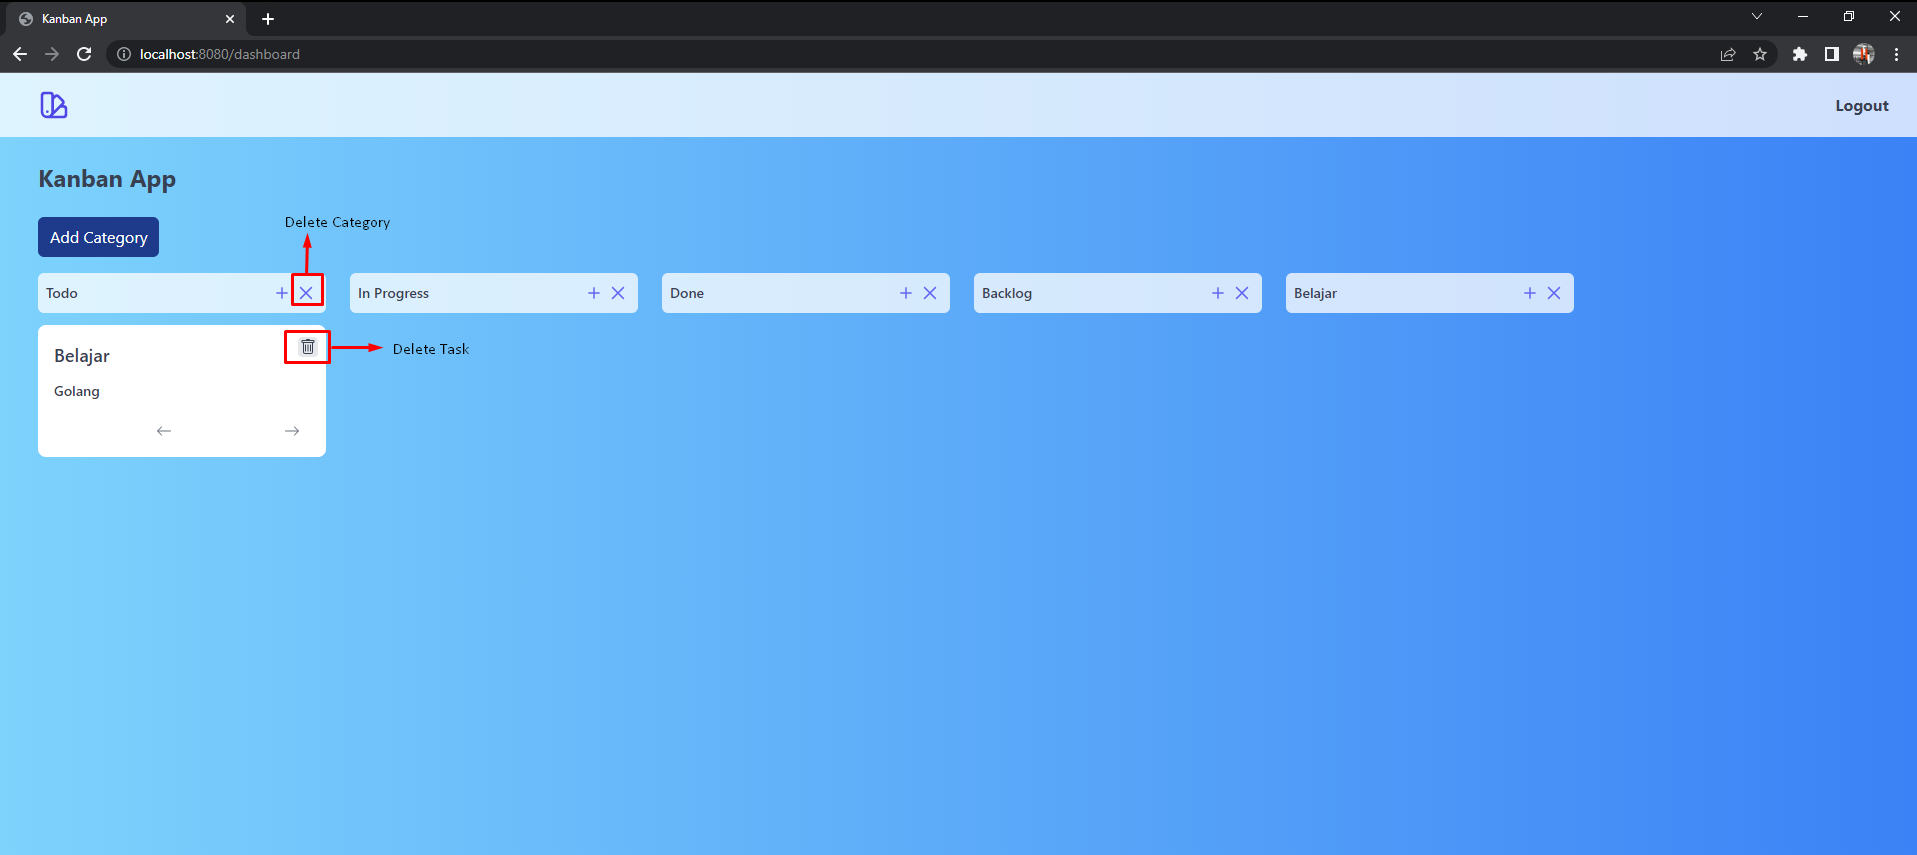 Kanban App
localhost:8080/dashboard
Logout
Kanban App
Add Category
Delete Category
Todo
In Progress
Done
Backlog
Belajar
Belajar
Delete Task
Golang